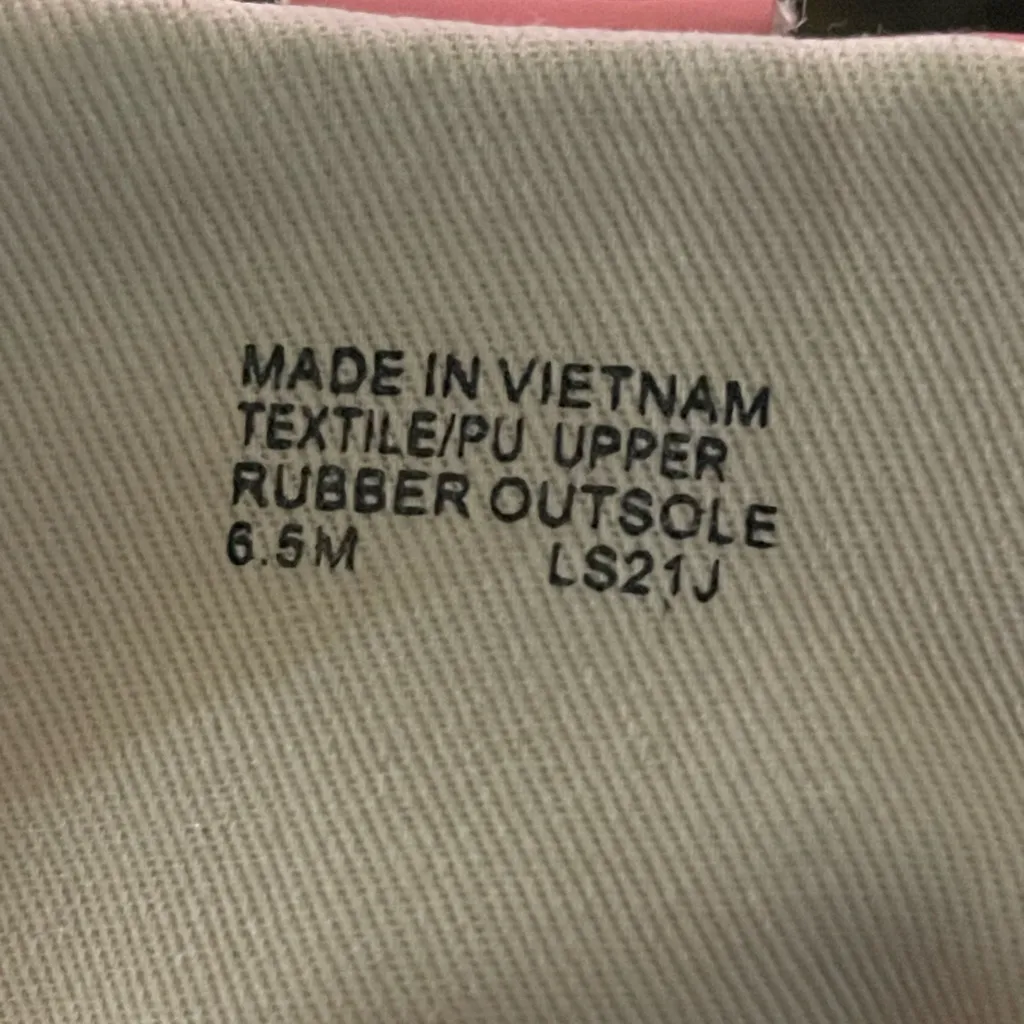 MADE IN VIETNAM
TEXTILE/PU UPPER
RUBBER OUTSOLE
6.5M LS21J